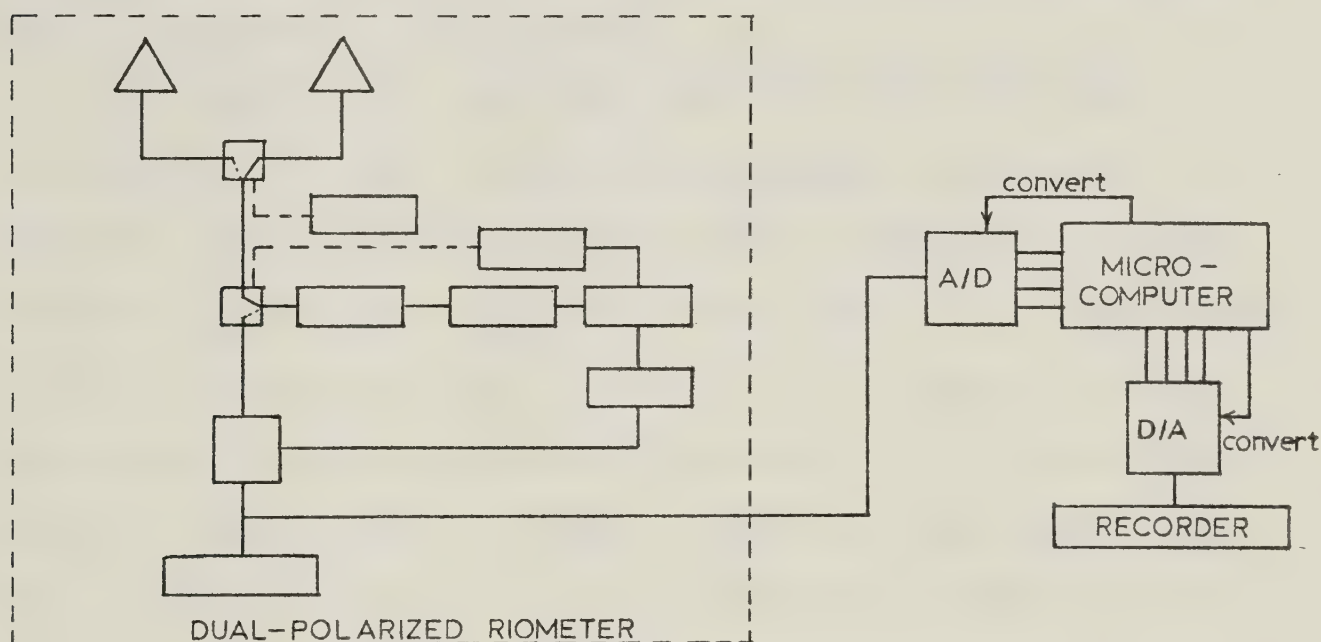 convert
A/D
MICRO-
COMPUTER
D/A
convert
RECORDER
DUAL-POLARIZED RIOMETER